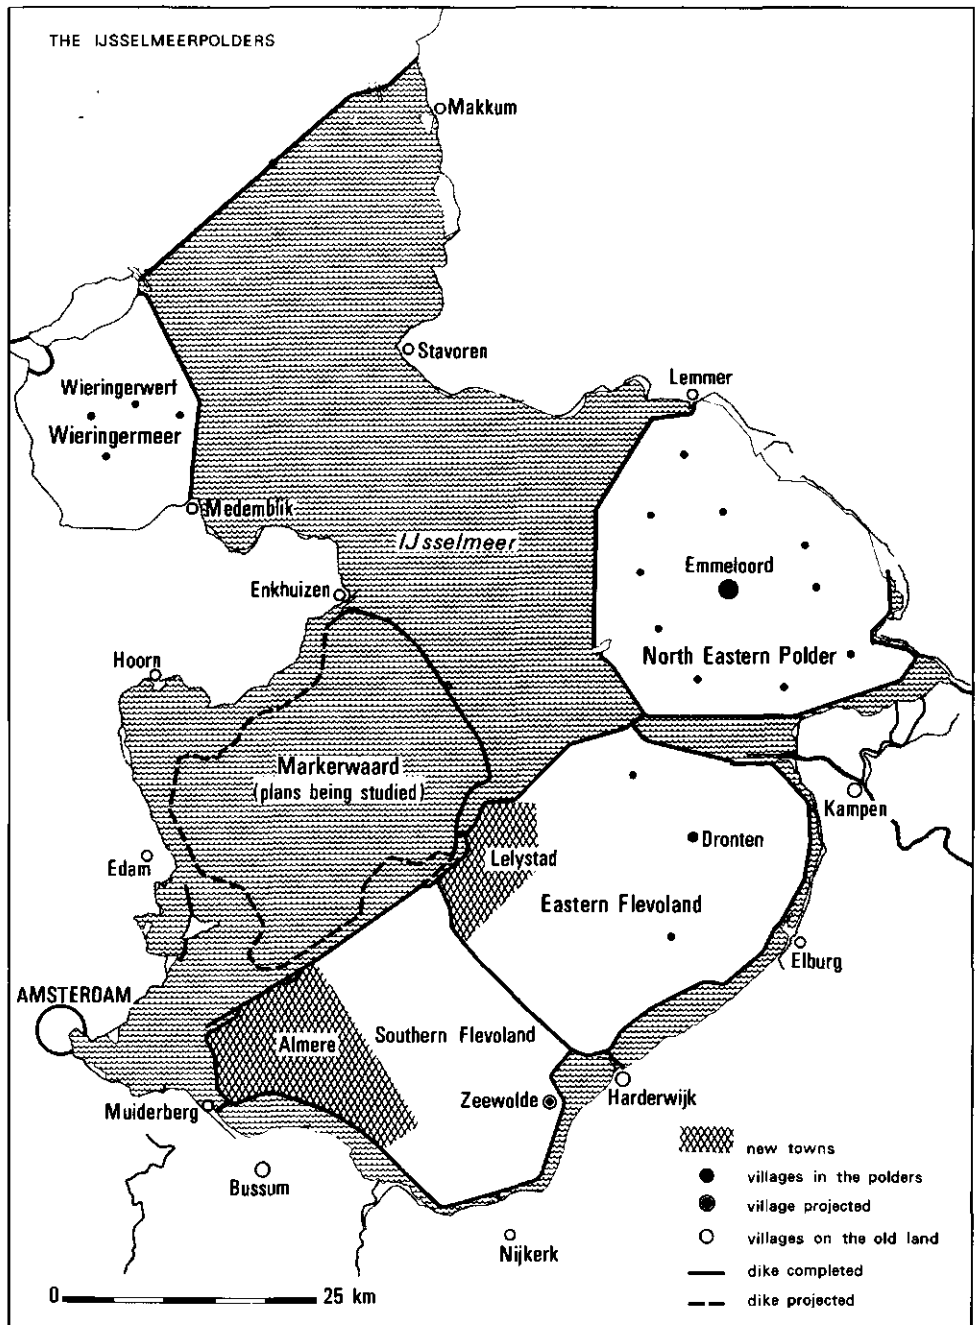 THE IJSSELMEERPOLDERS
Makkum
Stavoren
Lemmer
Wieringerwerf
Wieringermeer
Medemblik
IJsselmeer
Emmeloord
Enkhuizen
North Eastern Polder
Hoorn
Markerwaard
(plans being studied)
Kampen
Dronten
Lelystad
Edam
Eastern Flevoland
Elburg
AMSTERDAM
Almere
Southern Flevoland
Zeewolde
Harderwijk
Muiderberg
Bussum
Nijkerk
new towns
villages in the polders
village projected
villages on the old land
dike completed
dike projected
0 25 km